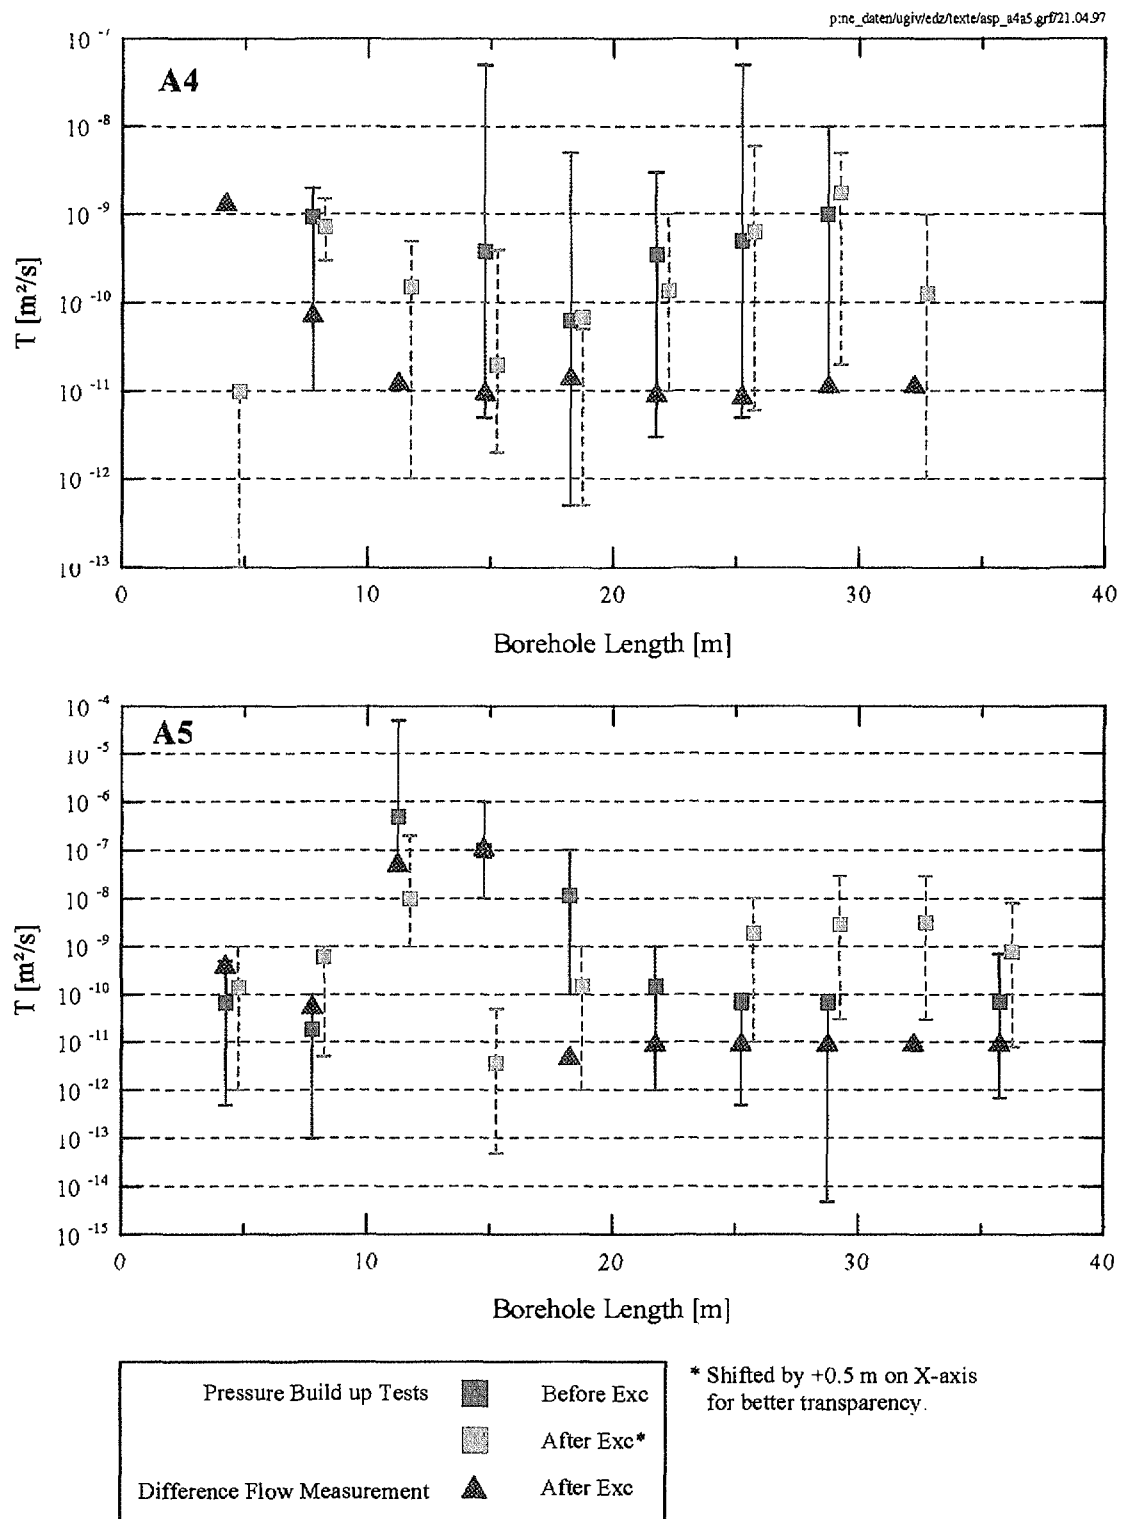 p:ne_daten/ugiv/edz/texte/asp_a4a5.grf/21.04.97
A4
10 -7
10 -8
10 -9
10 -10
10 -11
10 -12
10 -13
T [m²/s]
0 10 20 30 40
Borehole Length [m]
A5
10 -4
10 -5
10 -6
10 -7
10 -8
10 -9
10 -10
10 -11
10 -12
10 -13
10 -14
10 -15
T [m²/s]
0 10 20 30 40
Borehole Length [m]
Pressure Build up Tests Before Exc
After Exc*
Difference Flow Measurement After Exc
* Shifted by +0.5 m on X-axis
for better transparency.